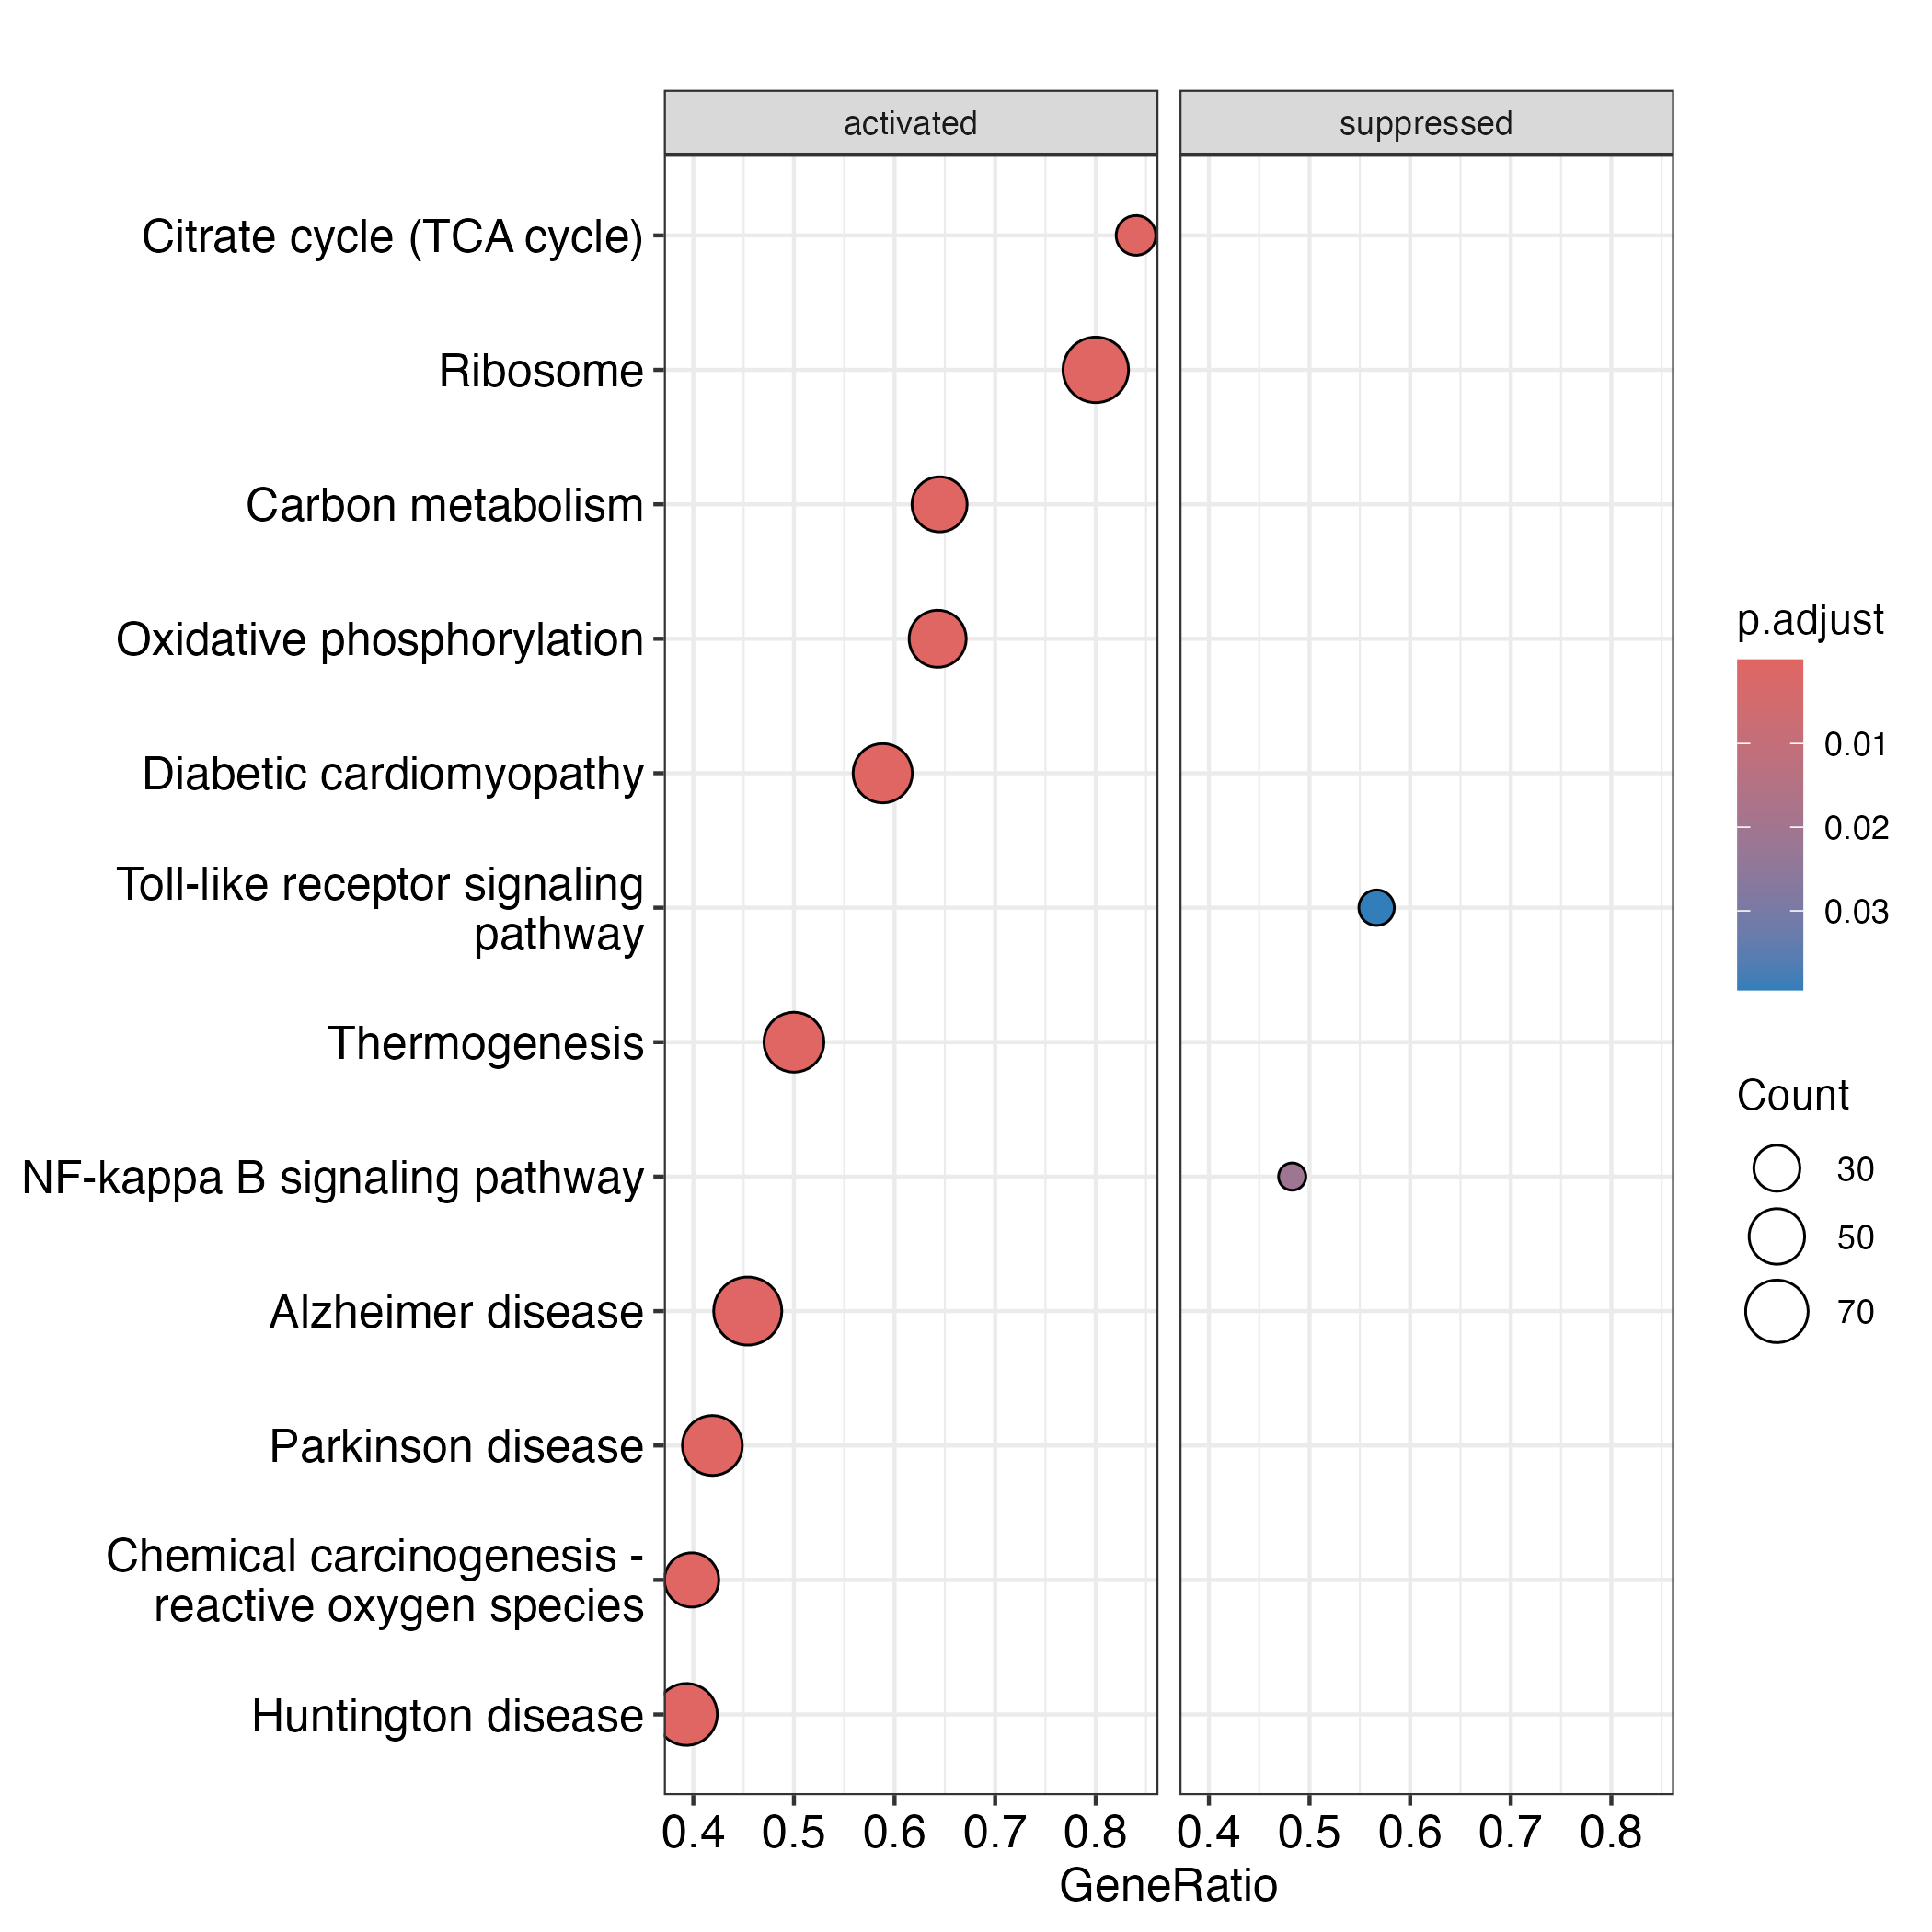 activated
suppressed
Citrate cycle (TCA cycle)
Ribosome
Carbon metabolism
Oxidative phosphorylation
Diabetic cardiomyopathy
Toll-like receptor signaling
pathway
Thermogenesis
NF-kappa B signaling pathway
Alzheimer disease
Parkinson disease
Chemical carcinogenesis -
reactive oxygen species
Huntington disease
0.4 0.5 0.6 0.7 0.8
0.4 0.5 0.6 0.7 0.8
GeneRatio
p.adjust
0.01
0.02
0.03
Count
30
50
70